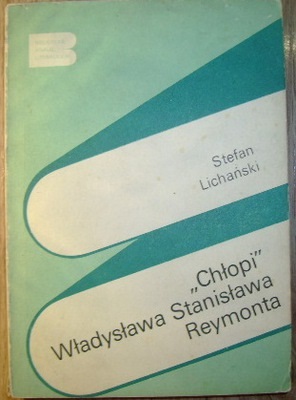 Stefan
Lichański
„Chłopi”
Władysława Stanisława
Reymonta